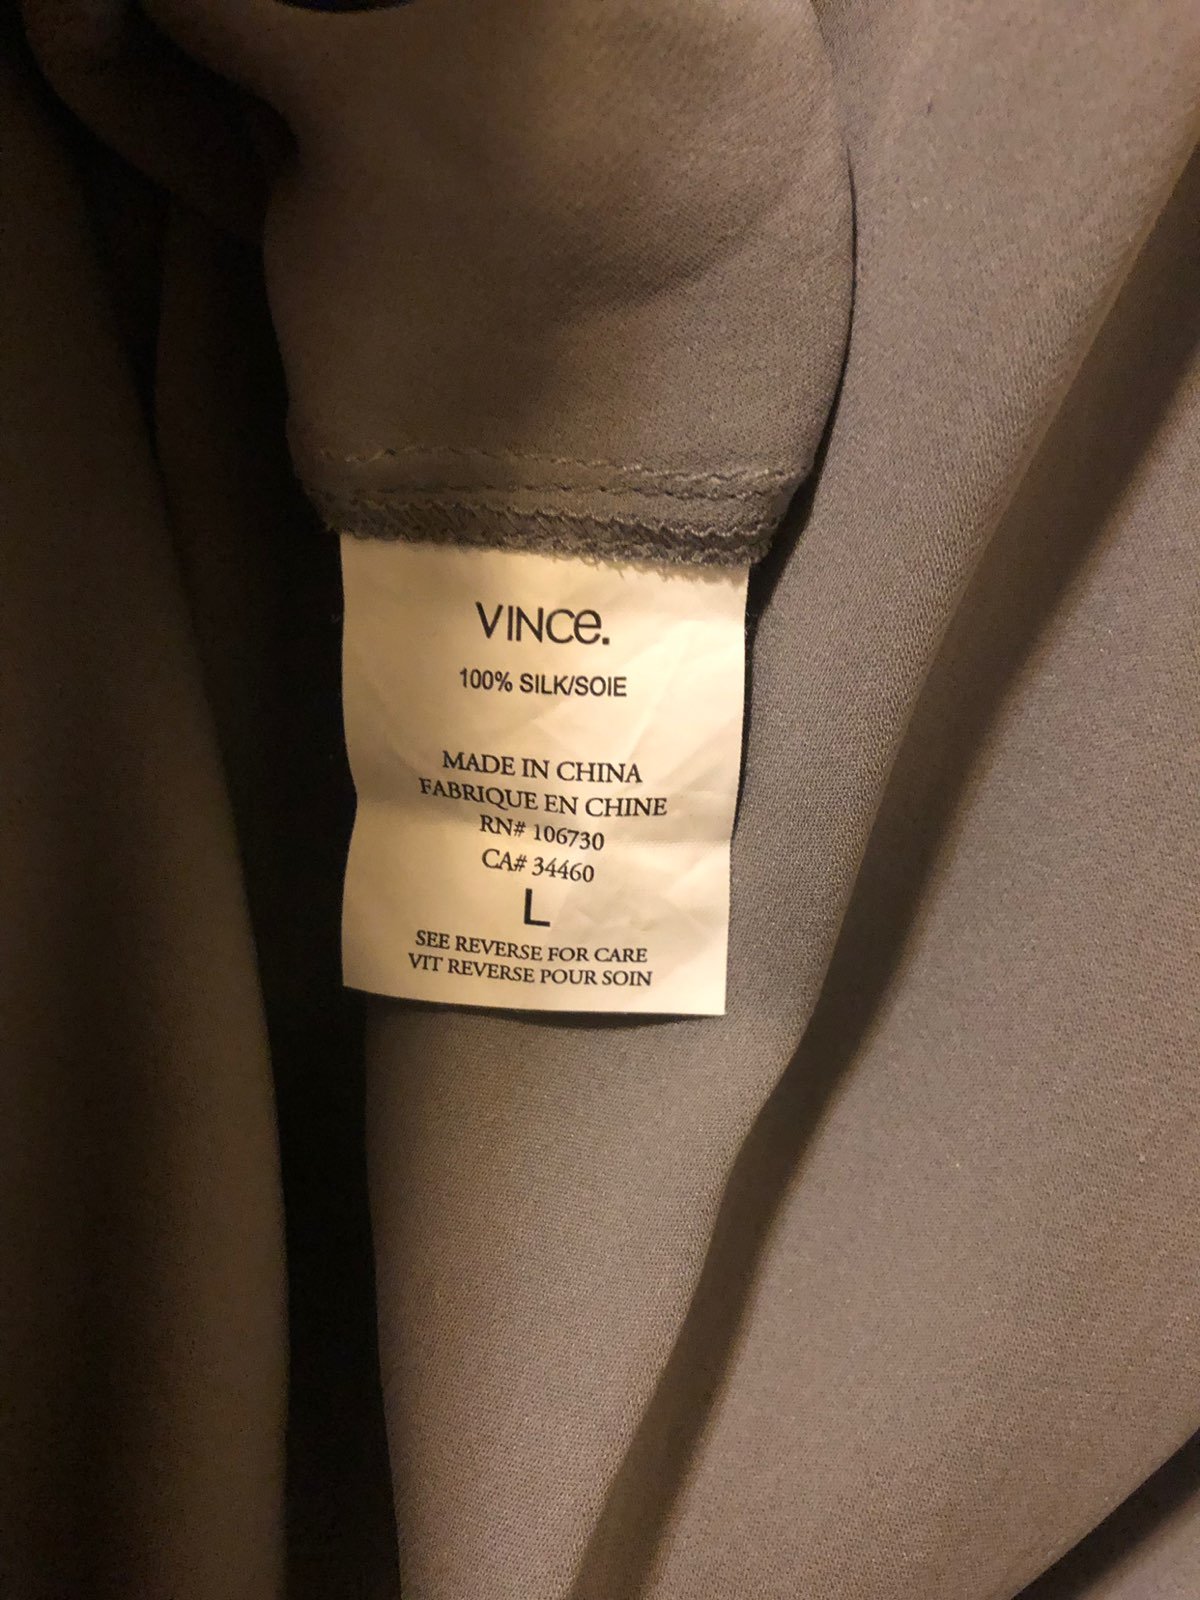 VINCe.
100% SILK/SOIE
MADE IN CHINA
FABRIQUE EN CHINE
RN# 106730
CA# 34460
L
SEE REVERSE FOR CARE
VIT REVERSE POUR SOIN